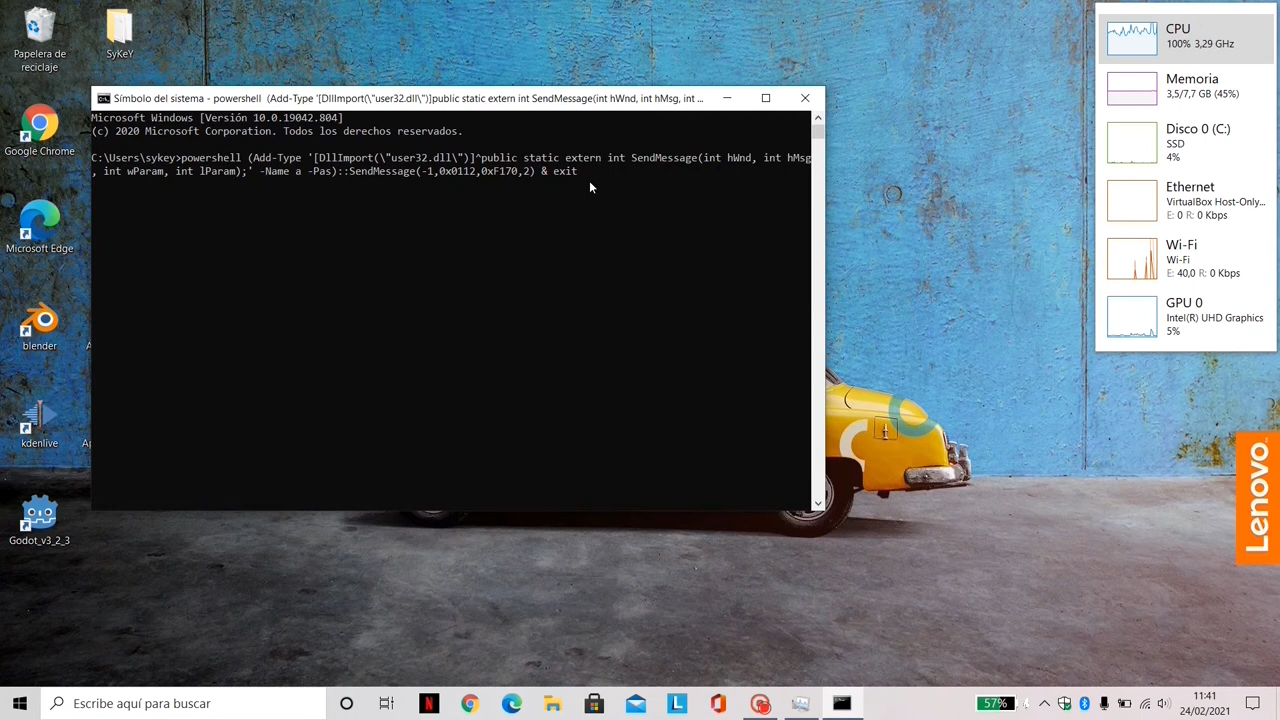 Papelera de
reciclaje
SyKeY
Google Chrome
Microsoft Edge
blender
kdenlive
Godot_v3_2_3
Símbolo del sistema - powershell  (Add-Type '[DllImport(\"user32.dll\")]public static extern int SendMessage(int hWnd, int hMsg, int ...
Microsoft Windows [Versión 10.0.19042.804]
(c) 2020 Microsoft Corporation. Todos los derechos reservados.
C:\Users\sykey>powershell (Add-Type '[DllImport(\"user32.dll\")]^public static extern int SendMessage(int hWnd, int hMsg
, int wParam, int lParam);' -Name a -Pas)::SendMessage(-1,0x0112,0xF170,2) & exit
CPU
100% 3,29 GHz
Memoria
3,5/7,7 GB (45%)
Disco 0 (C:)
SSD
4%
Ethernet
VirtualBox Host-Only...
E: 0 R: 0 Kbps
Wi-Fi
Wi-Fi
E: 40,0 R: 0 Kbps
GPU 0
Intel(R) UHD Graphics
5%
Lenovo
Escribe aquí para buscar
57%
11:41
24/02/2021